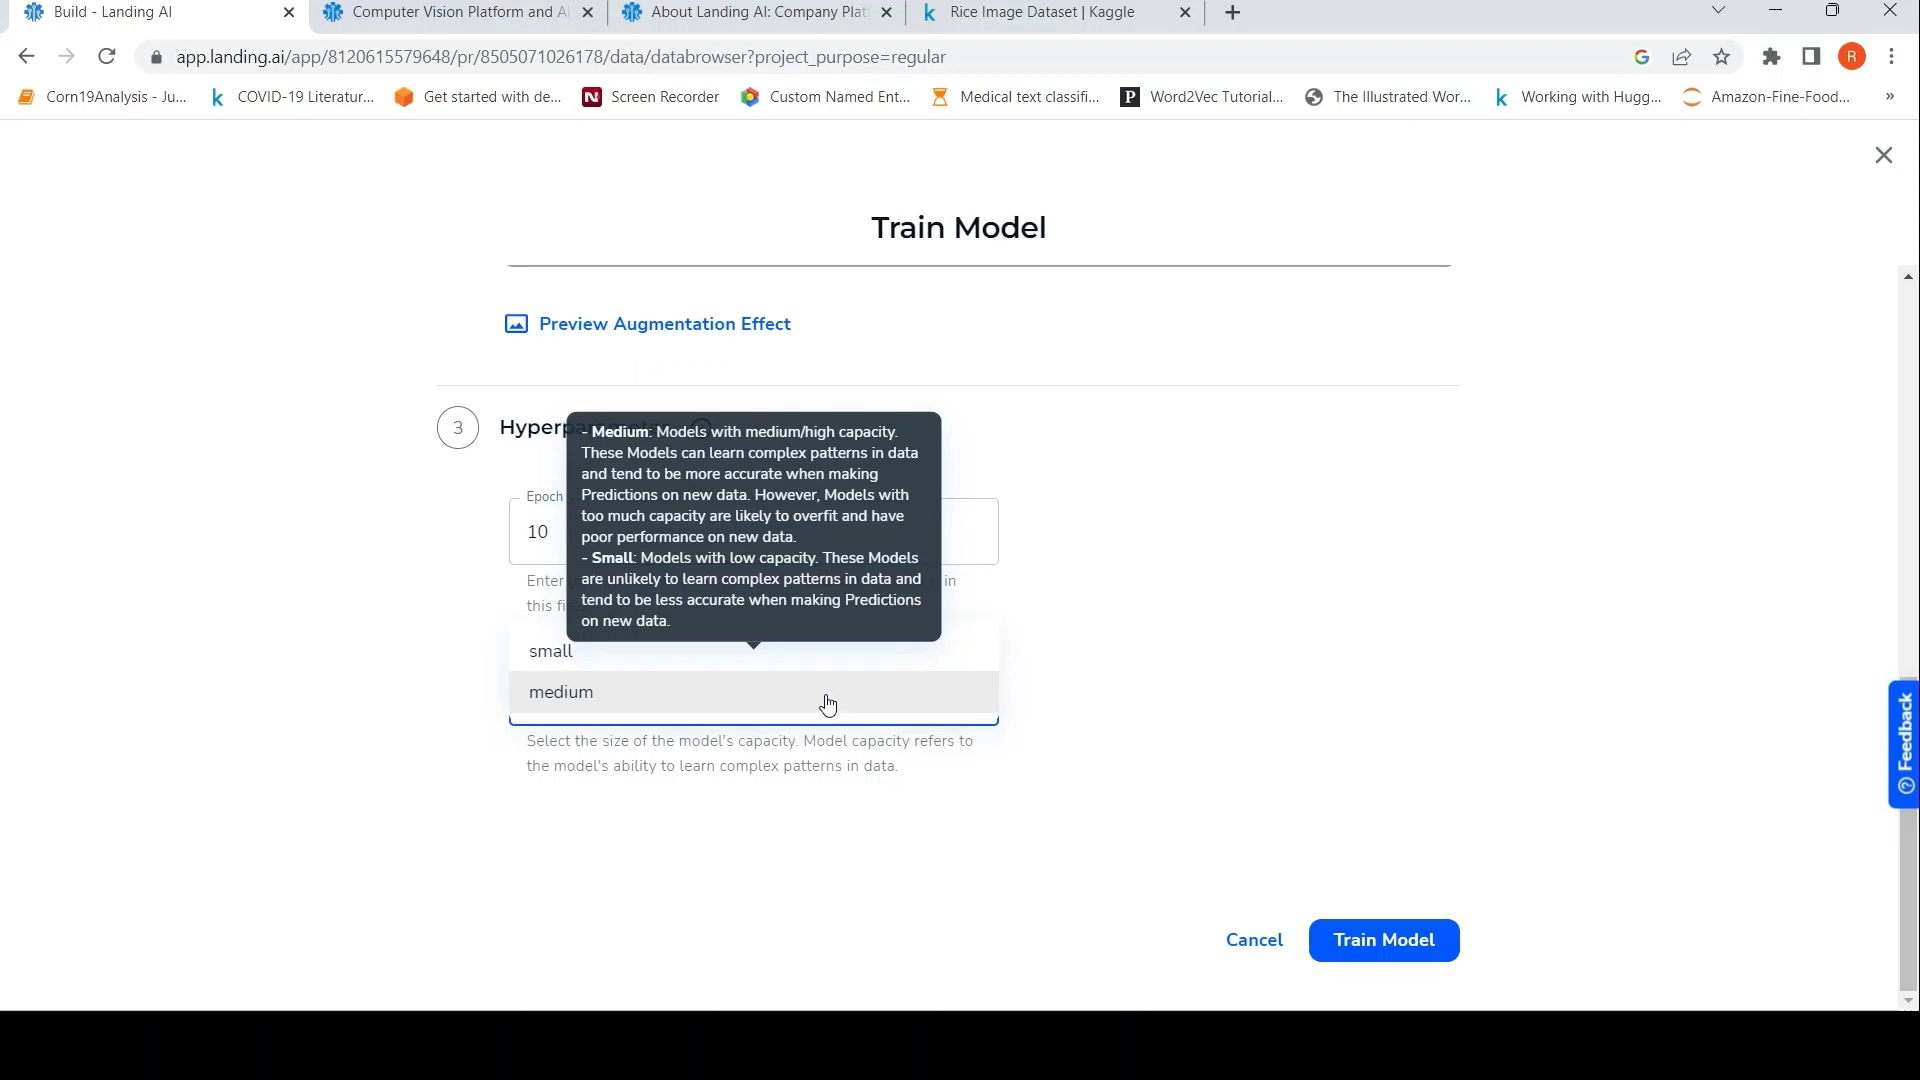 Build - Landing AI
Computer Vision Platform and AI
About Landing AI: Company Plat
Rice Image Dataset | Kaggle
app.landing.ai/app/8120615579648/pr/8505071026178/data/databrowser?project_purpose=regular
R
Corn19Analysis - Ju...
COVID-19 Literatur...
Get started with de...
Screen Recorder
Custom Named Ent...
Medical text classifi...
Word2Vec Tutorial...
The Illustrated Wor...
Working with Hugg...
Amazon-Fine-Food...
»
Train Model
Preview Augmentation Effect
3
- Medium: Models with medium/high capacity.
These Models can learn complex patterns in data
and tend to be more accurate when making
Predictions on new data. However, Models with
too much capacity are likely to overfit and have
poor performance on new data.
- Small: Models with low capacity. These Models
are unlikely to learn complex patterns in data and
tend to be less accurate when making Predictions
on new data.
Epoch
10
Enter in
this
small
medium
Select the size of the model's capacity. Model capacity refers to
the model's ability to learn complex patterns in data.
Feedback
Cancel
Train Model